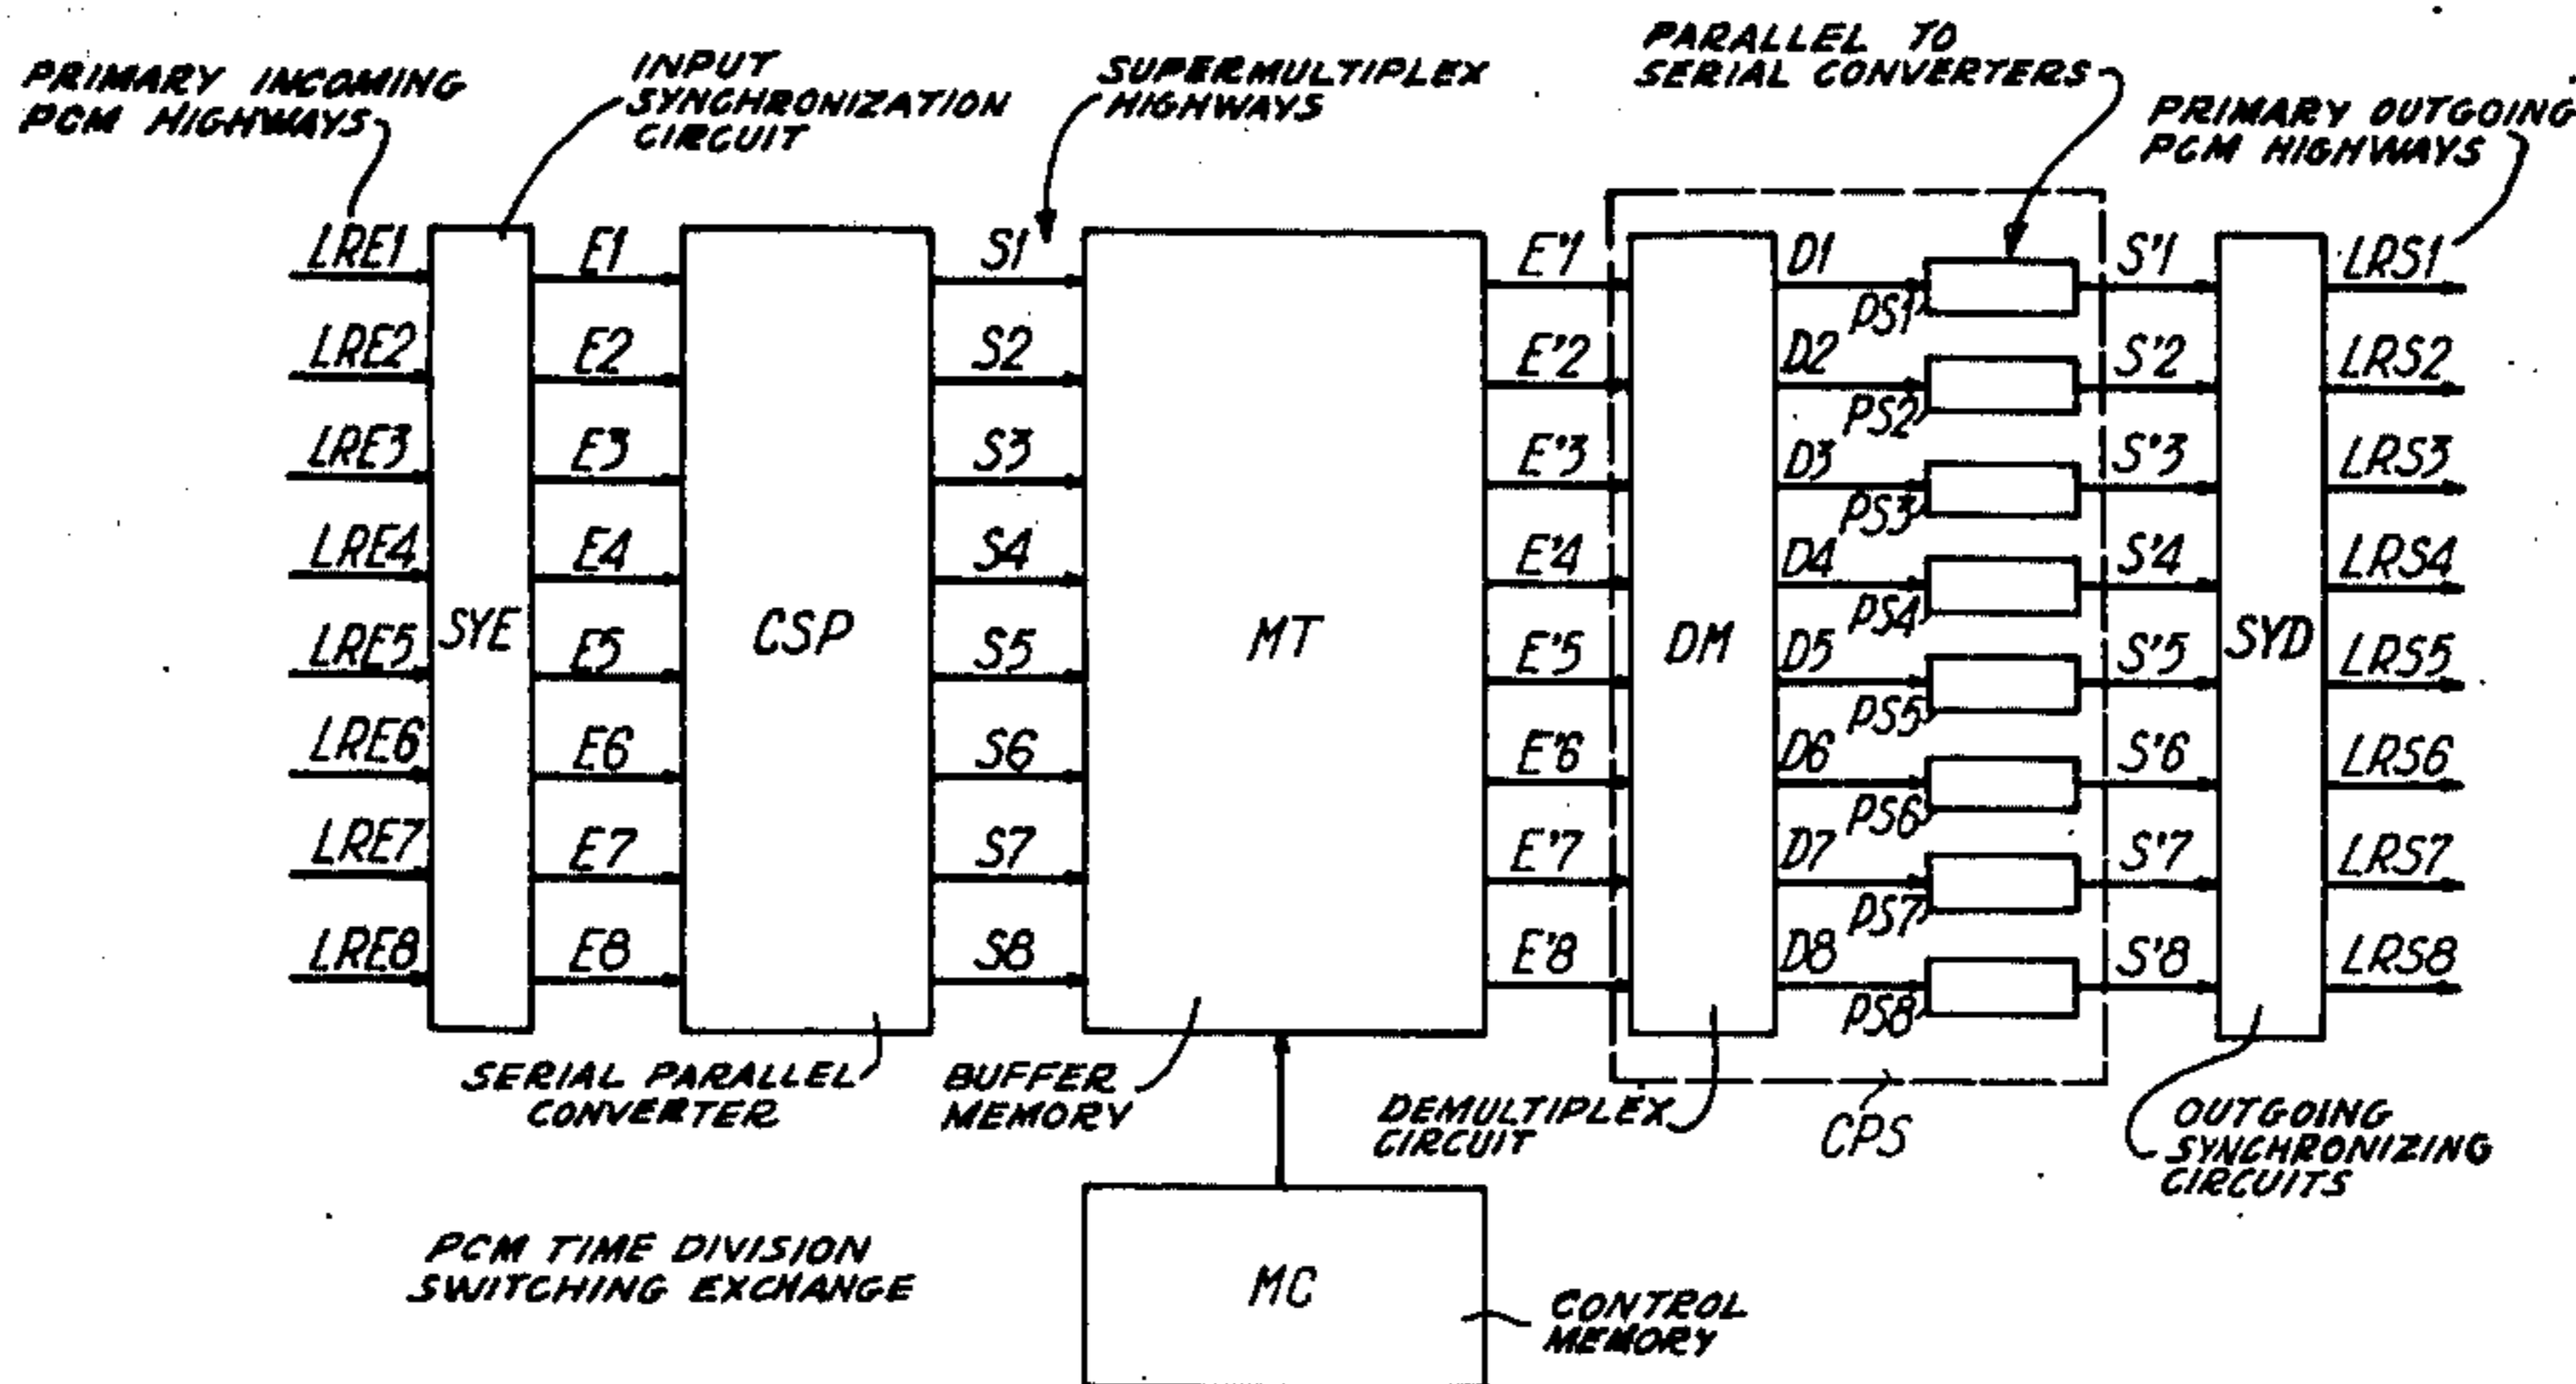 PRIMARY INCOMING
PCM HIGHWAYS
INPUT
SYNCHRONIZATION
CIRCUIT
SUPERMULTIPLEX
HIGHWAYS
PARALLEL TO
SERIAL CONVERTERS
PRIMARY OUTGOING
PCM HIGHWAYS
LRE1 E1 S1 E'1 D1 S'1 LRS1
PS1
LRE2 E2 S2 E'2 D2 S'2 LRS2
PS2
LRE3 E3 S3 E'3 D3 S'3 LRS3
PS3
LRE4 E4 S4 E'4 D4 S'4 LRS4
PS4
SYE CSP MT DM SYD
LRE5 E5 S5 E'5 D5 S'5 LRS5
PS5
LRE6 E6 S6 E'6 D6 S'6 LRS6
PS6
LRE7 E7 S7 E'7 D7 S'7 LRS7
PS7
LRE8 E8 S8 E'8 D8 S'8 LRS8
PS8
SERIAL PARALLEL
CONVERTER
BUFFER
MEMORY
DEMULTIPLEX
CIRCUIT
CPS
OUTGOING
SYNCHRONIZING
CIRCUITS
PCM TIME DIVISION
SWITCHING EXCHANGE
MC
CONTROL
MEMORY